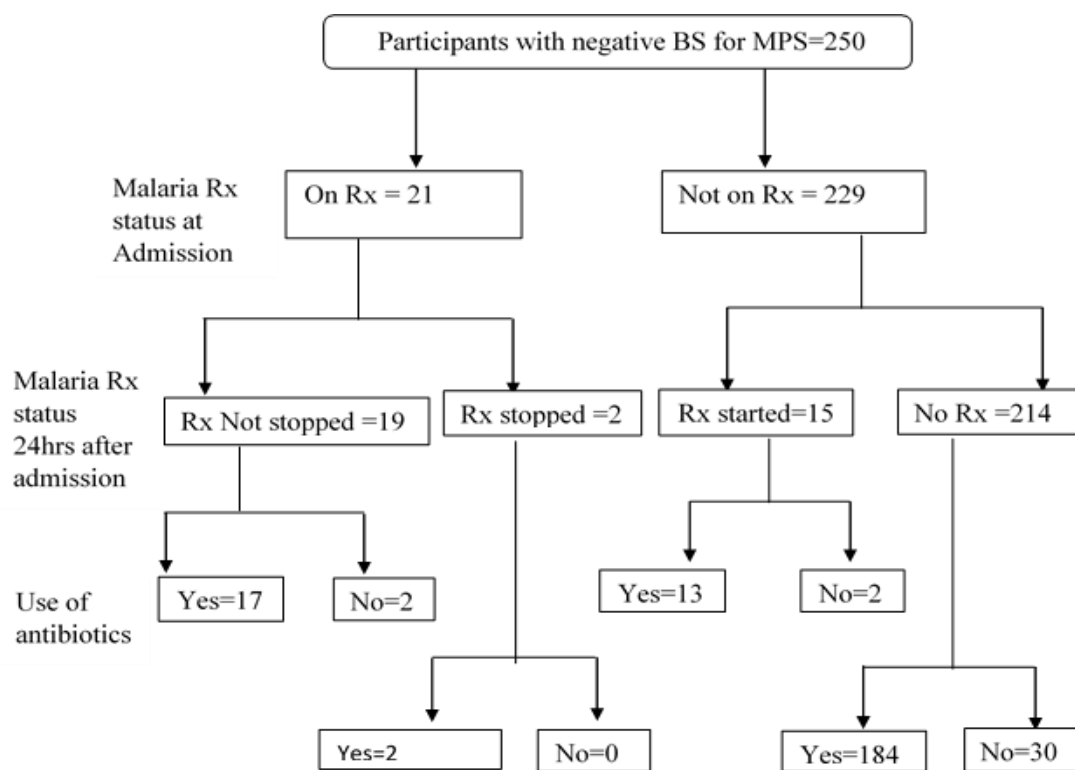 Participants with negative BS for MPS=250
Malaria Rx
status at
Admission
On Rx = 21
Not on Rx = 229
Malaria Rx
status
24hrs after
admission
Rx Not stopped =19
Rx stopped =2
Rx started=15
No Rx =214
Use of
antibiotics
Yes=17
No=2
Yes=13
No=2
Yes=2
No=0
Yes=184
No=30